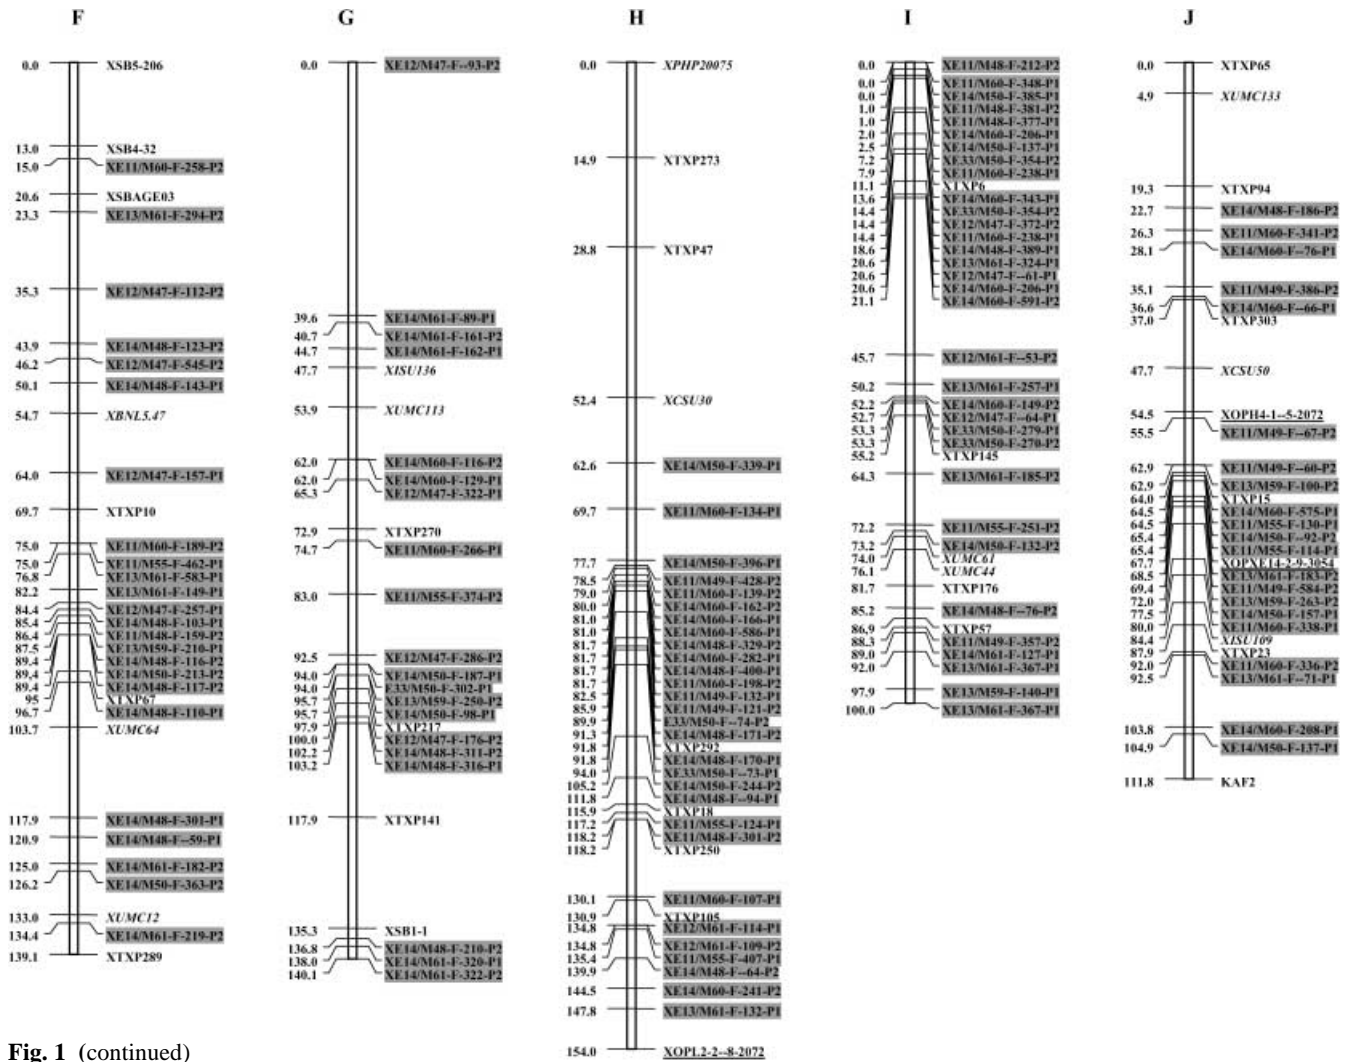 F
0.0 XSB5-206
13.0 XSB4-32
15.0 XE11/M60-F-258-P2
20.6 XSBAGE03
23.3 XE13/M61-F-294-P2
35.3 XE12/M47-F-112-P2
43.9 XE14/M48-F-123-P2
46.2 XE12/M47-F-545-P2
50.1 XE14/M48-F-143-P1
54.7 XBNL5.47
64.0 XE12/M47-F-157-P1
69.7 XTXP10
75.0 XE11/M60-F-189-P2
75.0 XE11/M55-F-462-P1
76.8 XE13/M61-F-583-P1
82.2 XE13/M61-F-149-P1
84.4 XE12/M47-F-257-P1
85.4 XE14/M48-F-103-P1
86.4 XE11/M48-F-159-P2
87.5 XE13/M59-F-210-P1
89.4 XE14/M48-F-116-P2
89.4 XE14/M50-F-213-P2
89.4 XE14/M48-F-117-P2
95 XTXP67
96.7 XE14/M48-F-110-P1
103.7 XUMC64
117.9 XE14/M48-F-301-P1
120.9 XE14/M48-F--59-P1
125.0 XE14/M61-F-182-P2
126.2 XE14/M50-F-363-P2
133.0 XUMC12
134.4 XE14/M61-F-219-P2
139.1 XTXP289
G
0.0 XE12/M47-F--93-P2
39.6 XE14/M61-F-89-P1
40.7 XE14/M61-F-161-P2
44.7 XE14/M61-F-162-P1
47.7 XISU136
53.9 XUMC113
62.0 XE14/M60-F-116-P2
62.0 XE14/M60-F-129-P1
65.3 XE12/M47-F-322-P1
72.9 XTXP270
74.7 XE11/M60-F-266-P1
83.0 XE11/M55-F-374-P2
92.5 XE12/M47-F-286-P2
94.0 XE14/M50-F-187-P1
94.0 E33/M50-F-302-P1
95.7 XE13/M59-F-250-P2
95.7 XE14/M50-F-98-P1
97.9 XTXP217
100.0 XE12/M47-F-176-P2
102.2 XE14/M48-F-311-P2
103.2 XE14/M48-F-316-P1
117.9 XTXP141
135.3 XSB1-1
136.8 XE14/M48-F-210-P2
138.0 XE14/M61-F-320-P1
140.1 XE14/M61-F-322-P2
H
0.0 XPHP20075
14.9 XTXP273
28.8 XTXP47
52.4 XCSU30
62.6 XE14/M50-F-339-P1
69.7 XE11/M60-F-134-P1
77.7 XE14/M50-F-396-P1
78.5 XE11/M49-F-428-P2
79.0 XE11/M60-F-139-P2
80.0 XE14/M60-F-162-P2
81.0 XE14/M60-F-166-P1
81.0 XE11/M60-F-586-P1
81.7 XE14/M48-F-329-P2
81.7 XE14/M60-F-282-P1
81.7 XE14/M48-F-400-P1
81.7 XE11/M60-F-198-P2
82.5 XE11/M49-F-132-P1
85.9 XE11/M49-F-121-P2
89.9 E33/M50-F--74-P2
91.3 XE14/M48-F-171-P2
91.8 XTXP292
91.8 XE14/M48-F-170-P1
94.0 XE33/M50-F--73-P1
105.2 XE14/M50-F-244-P2
111.8 XE14/M48-F--94-P1
115.9 XTXP18
117.2 XE11/M55-F-124-P1
118.2 XE11/M48-F-301-P2
118.2 XTXP250
130.1 XE11/M60-F-107-P1
130.9 XTXP105
134.8 XE12/M61-F-114-P1
134.8 XE12/M61-F-109-P2
135.4 XE11/M55-F-407-P1
139.9 XE14/M48-F--64-P2
144.5 XE14/M60-F-241-P2
147.8 XE13/M61-F-132-P1
154.0 XOPL2-2--8-2072
I
0.0 XE11/M48-F-212-P2
0.0 XE11/M60-F-348-P1
0.0 XE14/M50-F-385-P1
1.0 XE11/M48-F-381-P2
1.0 XE11/M48-F-377-P1
2.0 XE14/M60-F-206-P1
2.5 XE14/M50-F-137-P1
7.2 XE33/M50-F-354-P2
7.9 XE11/M60-F-238-P1
11.1 XTXP6
13.6 XE14/M60-F-343-P1
14.4 XE33/M50-F-354-P2
14.4 XE12/M47-F-372-P2
14.4 XE11/M60-F-238-P1
18.6 XE14/M48-F-389-P1
20.6 XE13/M61-F-324-P1
20.6 XE12/M47-F--61-P1
20.6 XE14/M60-F-206-P1
21.1 XE14/M60-F-591-P2
45.7 XE12/M61-F--53-P2
50.2 XE13/M61-F-257-P1
52.2 XE14/M60-F-149-P2
52.7 XE12/M47-F--64-P1
53.3 XE33/M50-F-279-P1
53.3 XE33/M50-F-270-P2
55.2 XTXP145
64.3 XE13/M61-F-185-P2
72.2 XE11/M55-F-251-P2
73.2 XE14/M50-F-132-P2
74.0 XUMC61
76.1 XUMC44
81.7 XTXP176
85.2 XE14/M48-F--76-P2
86.9 XTXP57
88.3 XE11/M49-F-357-P2
89.0 XE14/M61-F-127-P1
92.0 XE13/M61-F-367-P1
97.9 XE13/M59-F-140-P1
100.0 XE13/M61-F-367-P1
J
0.0 XTXP65
4.9 XUMC133
19.3 XTXP94
22.7 XE14/M48-F-186-P2
26.3 XE11/M60-F-341-P2
28.1 XE14/M60-F--76-P1
35.1 XE11/M49-F-386-P2
36.6 XE14/M60-F--66-P1
37.0 XTXP303
47.7 XCSU50
54.5 XOPH4-1--5-2072
55.5 XE11/M49-F--67-P2
62.9 XE11/M49-F--60-P2
62.9 XE13/M59-F-100-P2
64.0 XTXP15
64.5 XE14/M60-F-575-P1
64.5 XE11/M55-F-130-P1
65.4 XE14/M50-F--92-P2
65.4 XE11/M55-F-114-P1
67.7 XOPXE14-2-9-3054
68.5 XE13/M61-F-183-P2
69.4 XE11/M49-F-584-P2
72.0 XE13/M59-F-263-P2
77.5 XE14/M50-F-157-P1
80.0 XE11/M60-F-338-P1
84.4 XISU109
87.9 XTXP23
92.0 XE11/M60-F-336-P2
92.5 XE13/M61-F--71-P1
103.8 XE14/M60-F-208-P1
104.9 XE14/M50-F-137-P1
111.8 KAF2
Fig. 1 (continued)